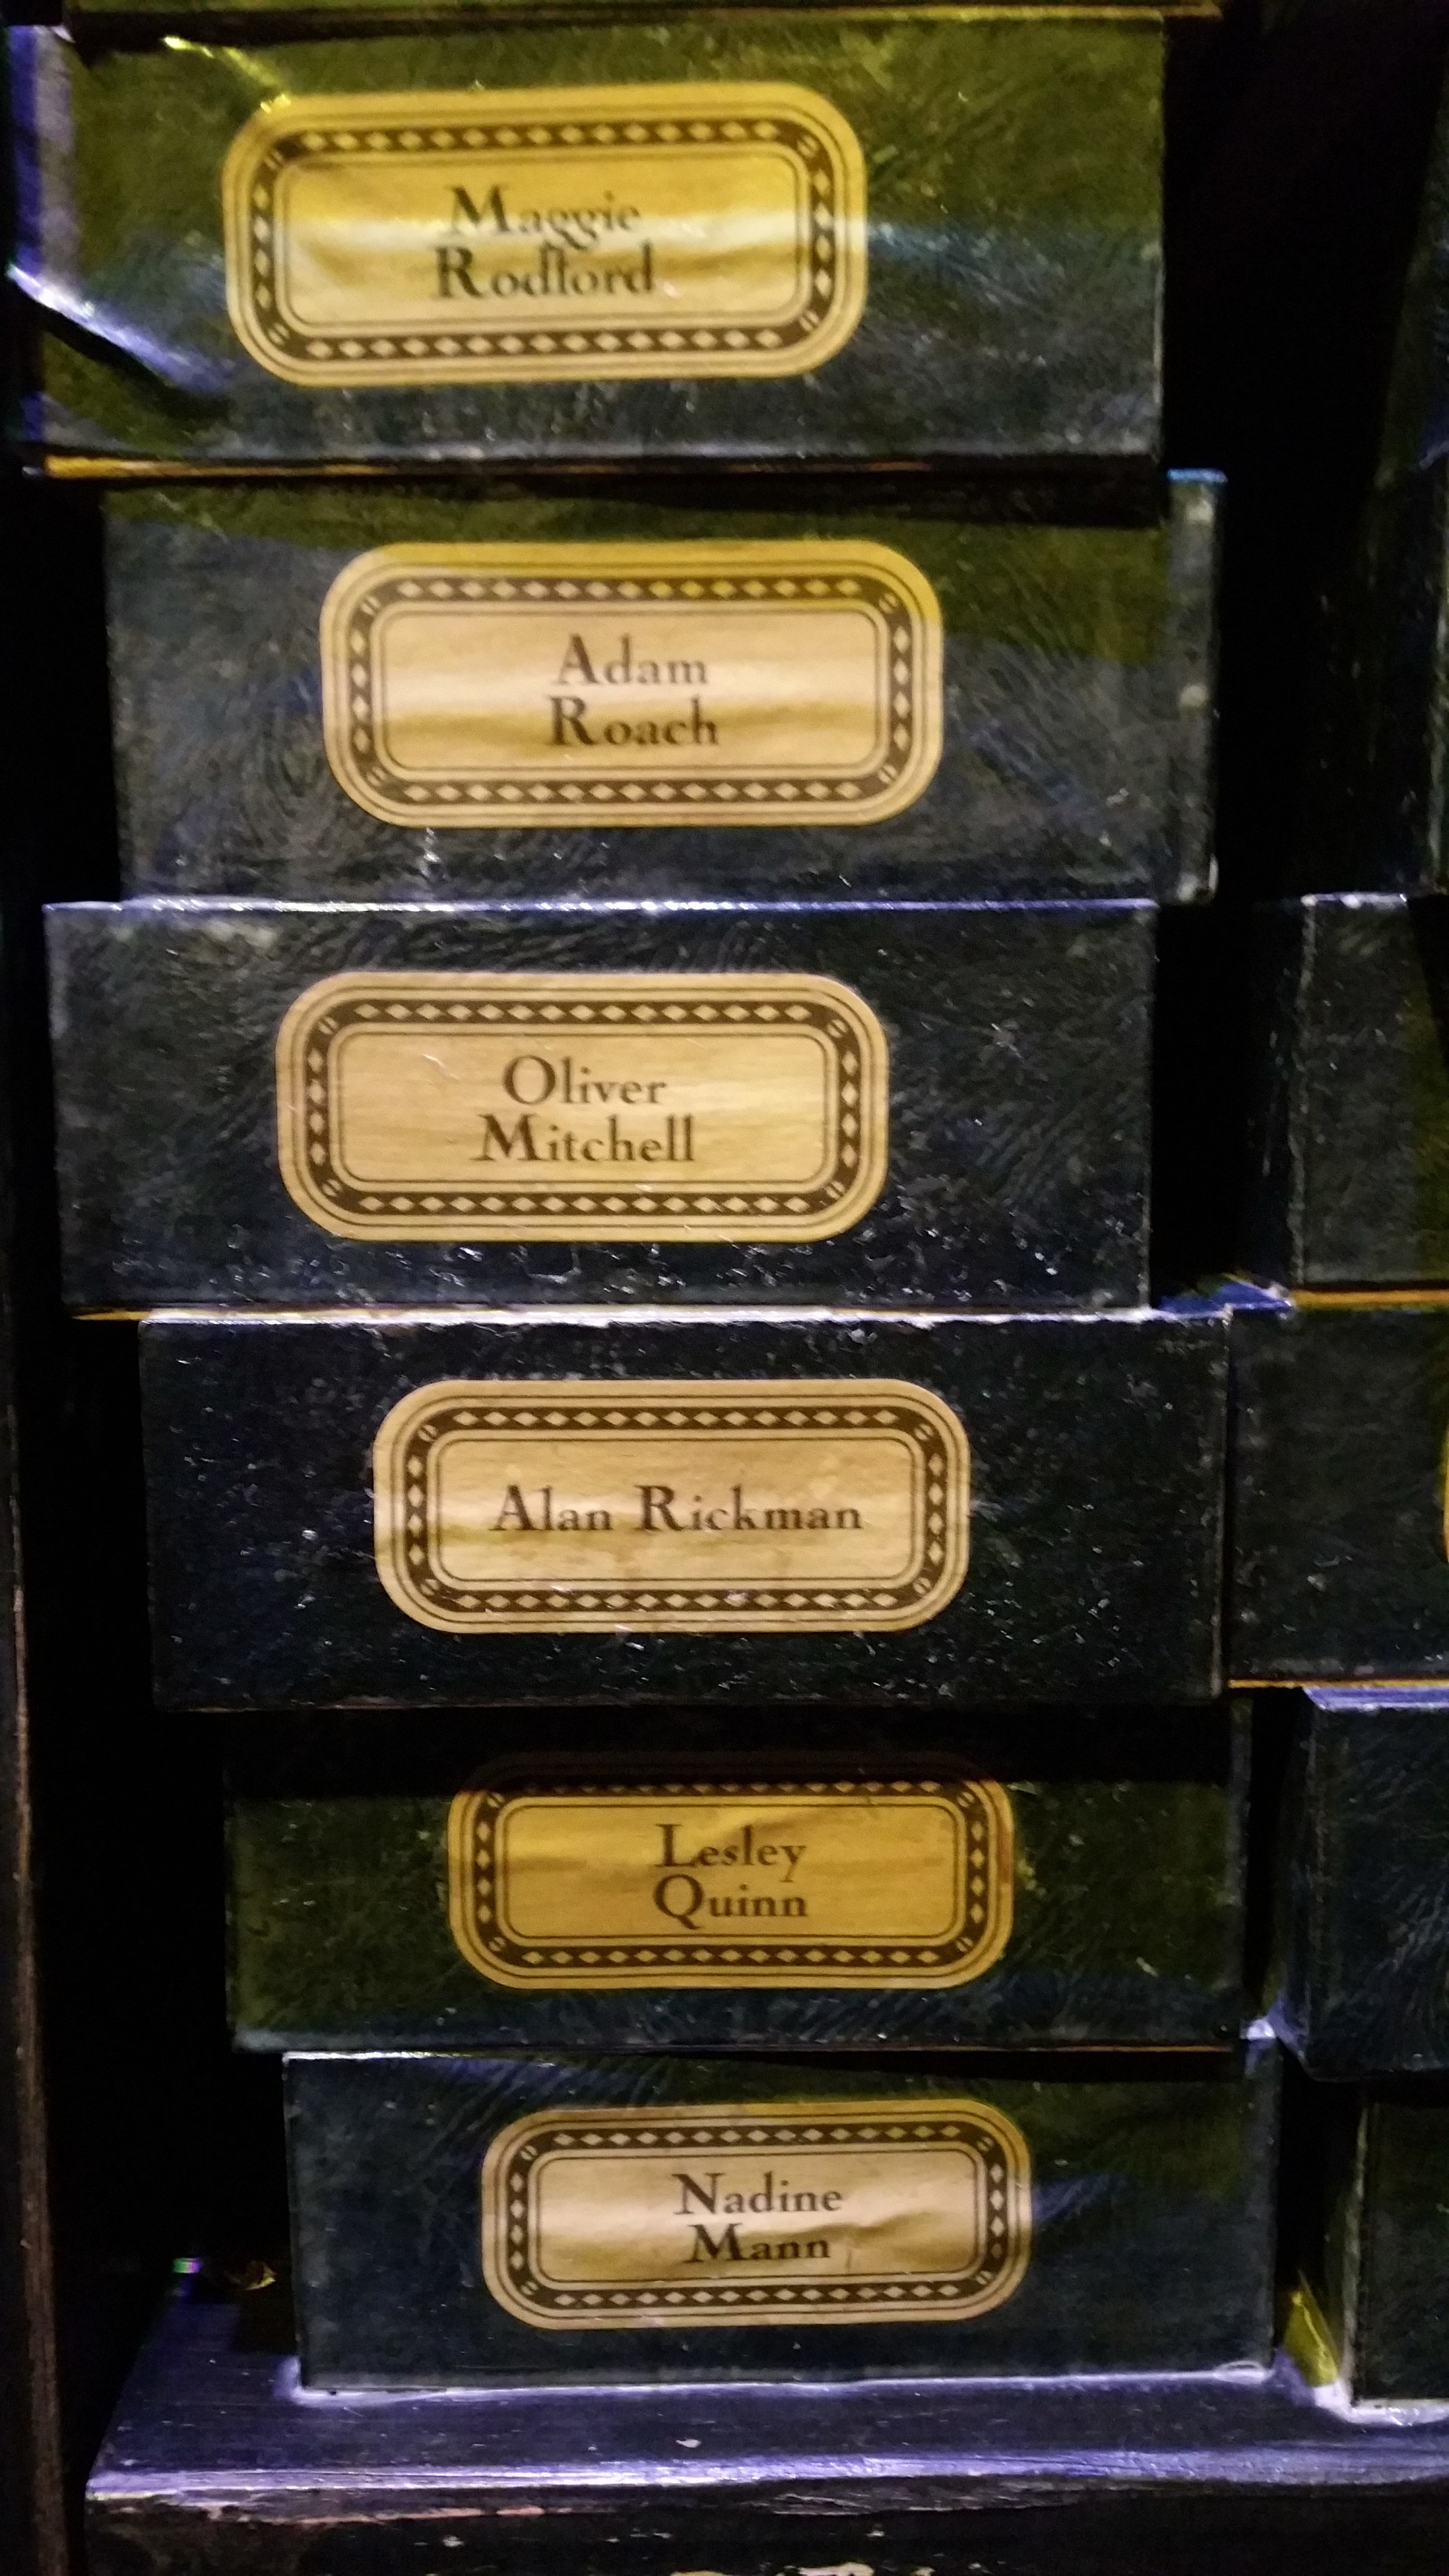 Maggie
Rodford
Adam
Roach
Oliver
Mitchell
Alan Rickman
Lesley
Quinn
Nadine
Mann